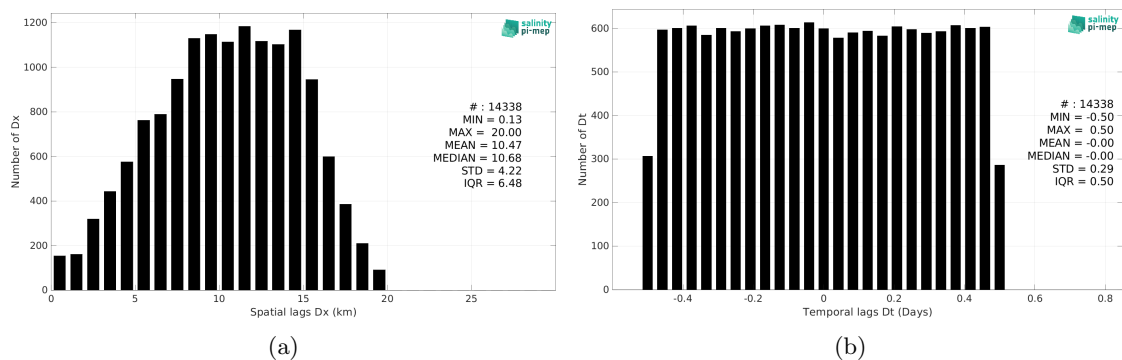 1200
1000
800
600
400
200
0
Number of Dx
0 5 10 15 20 25
Spatial lags Dx (km)
salinity
pi-mep
# : 14338
MIN = 0.13
MAX = 20.00
MEAN = 10.47
MEDIAN = 10.68
STD = 4.22
IQR = 6.48
(a)
600
500
400
300
200
100
0
Number of Dt
-0.4 -0.2 0 0.2 0.4 0.6 0.8
Temporal lags Dt (Days)
salinity
pi-mep
# : 14338
MIN = -0.50
MAX = 0.50
MEAN = -0.00
MEDIAN = -0.00
STD = 0.29
IQR = 0.50
(b)